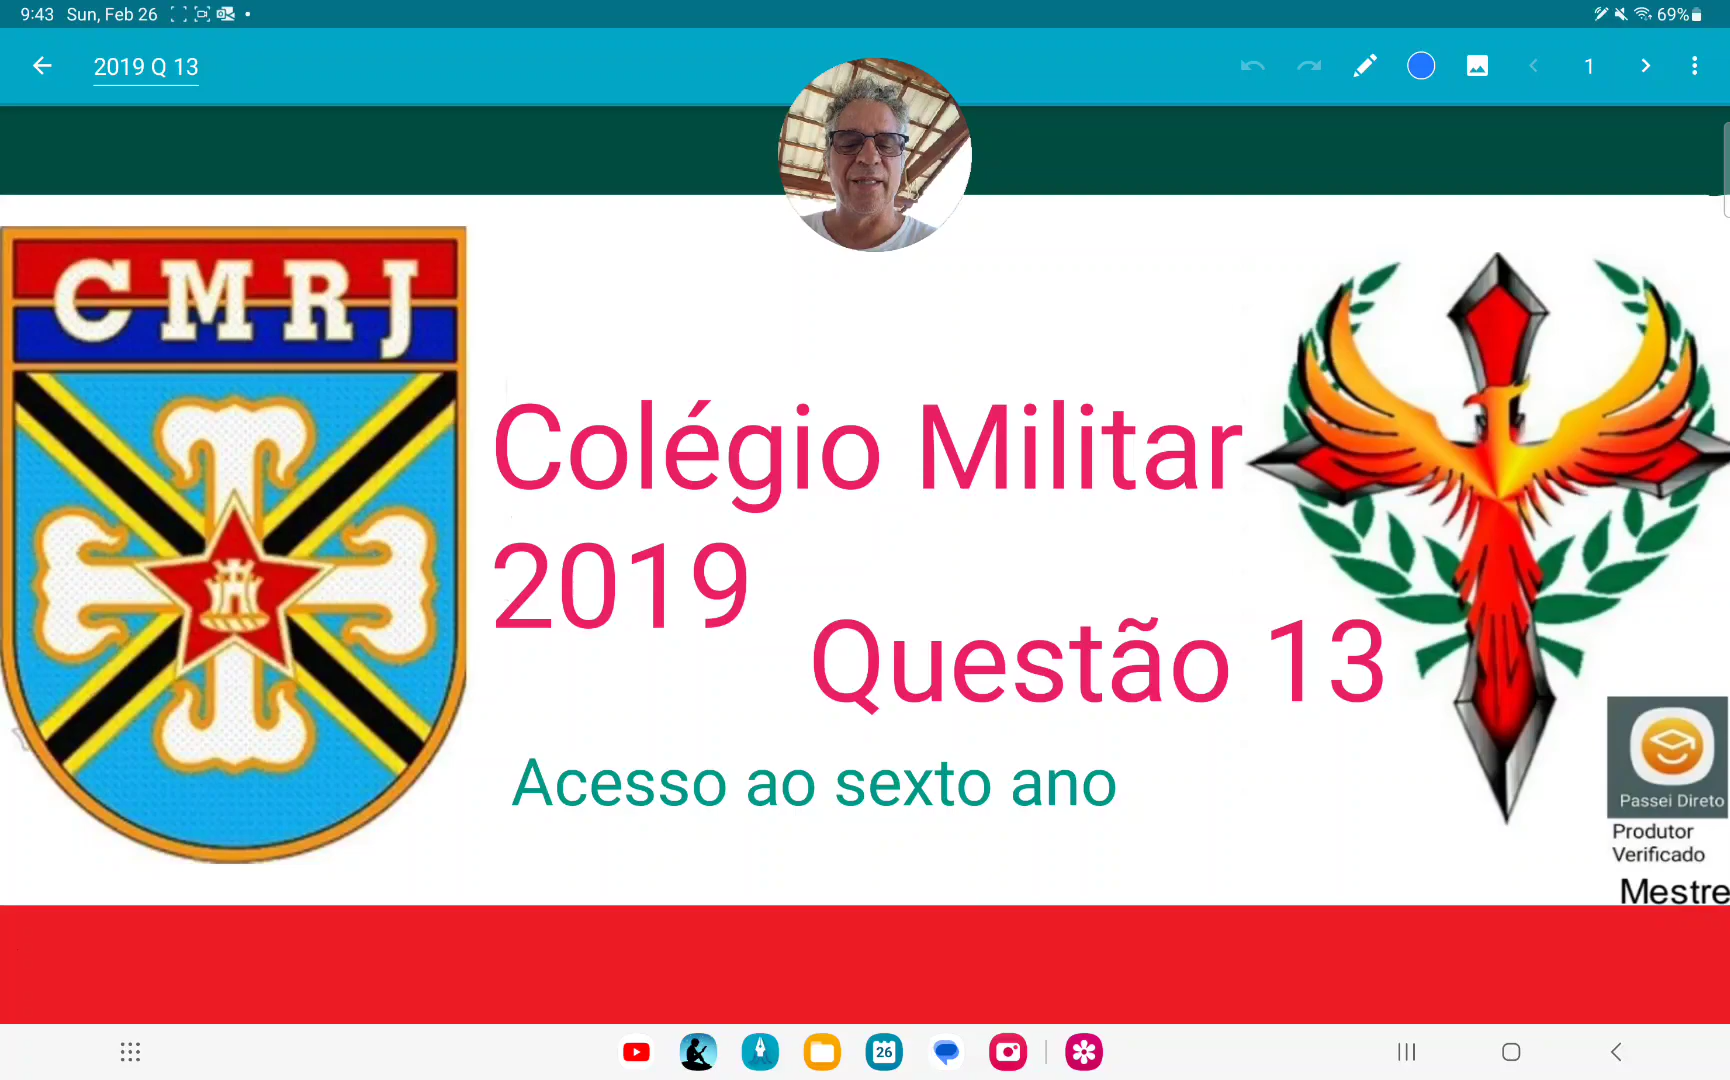 9:43 Sun, Feb 26
69%
2019 Q 13
1
CMRJ
Colégio Militar
2019
Questão 13
Acesso ao sexto ano
Passei Direto
Produtor
Verificado
Mestre
26